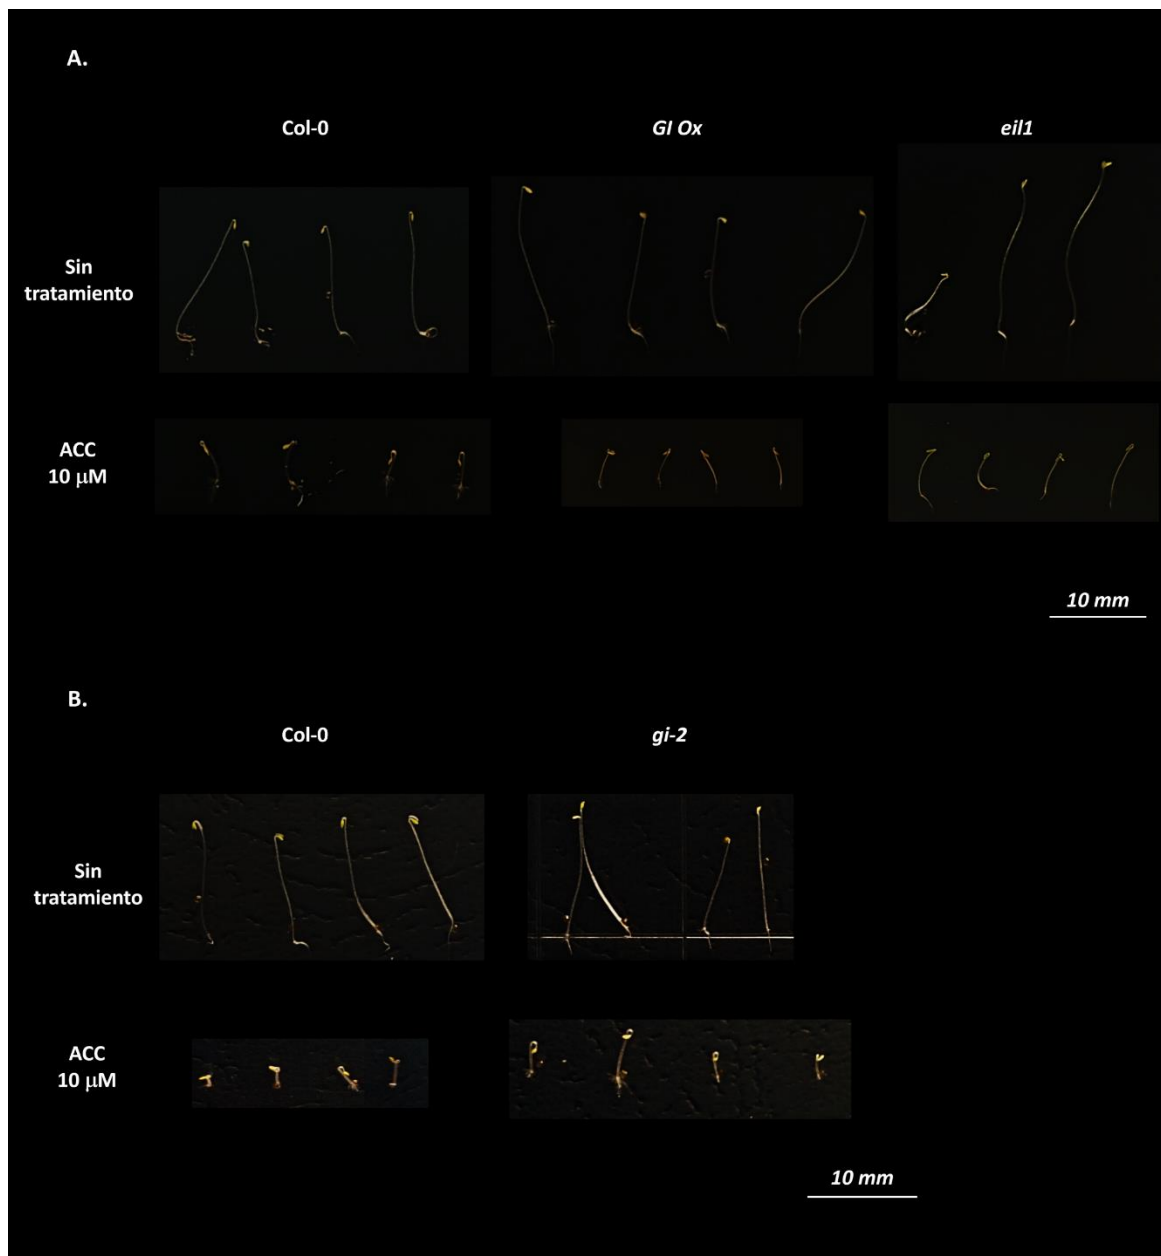 A.
Col-0
GI Ox
eil1
Sin
tratamiento
ACC
10 μM
10 mm
B.
Col-0
gi-2
Sin
tratamiento
ACC
10 μM
10 mm